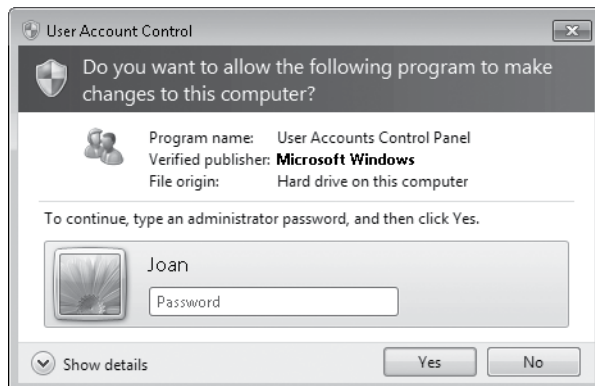 User Account Control
Do you want to allow the following program to make
changes to this computer?
Program name: User Accounts Control Panel
Verified publisher: Microsoft Windows
File origin: Hard drive on this computer
To continue, type an administrator password, and then click Yes.
Joan
Password
Show details
Yes
No